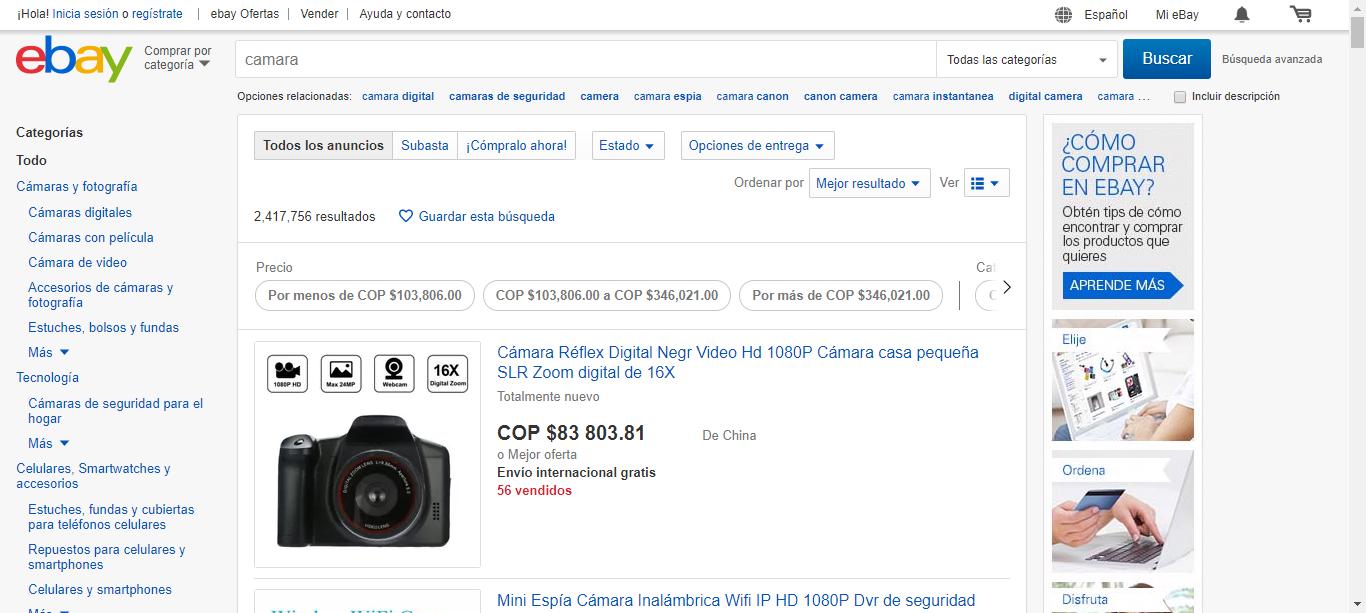 ¡Hola! Inicia sesión o regístrate | ebay Ofertas | Vender | Ayuda y contacto
Español Mi eBay
ebay
Comprar por
categoría
camara
Todas las categorías
Buscar
Búsqueda avanzada
Opciones relacionadas: camara digital camaras de seguridad camera camara espia camara canon canon camera camara instantanea digital camera camara ...
Incluir descripción
Categorías
Todo
Cámaras y fotografía
Cámaras digitales
Cámaras con película
Cámara de video
Accesorios de cámaras y
fotografía
Estuches, bolsos y fundas
Más
Tecnología
Cámaras de seguridad para el
hogar
Más
Celulares, Smartwatches y
accesorios
Estuches, fundas y cubiertas
para teléfonos celulares
Repuestos para celulares y
smartphones
Celulares y smartphones
Más
Todos los anuncios Subasta ¡Cómpralo ahora! Estado Opciones de entrega
Ordenar por Mejor resultado Ver
2,417,756 resultados Guardar esta búsqueda
Precio
Por menos de COP $103,806.00 COP $103,806.00 a COP $346,021.00 Por más de COP $346,021.00
1080P HD Max 24MP Webcam 16X
Digital Zoom
Cámara Réflex Digital Negr Video Hd 1080P Cámara casa pequeña
SLR Zoom digital de 16X
Totalmente nuevo
COP $83 803.81 De China
o Mejor oferta
Envío internacional gratis
56 vendidos
Mini Espía Cámara Inalámbrica Wifi IP HD 1080P Dvr de seguridad
¿CÓMO
COMPRAR
EN EBAY?
Obtén tips de cómo
encontrar y comprar
los productos que
quieres
APRENDE MÁS
Elije
Ordena
Disfruta